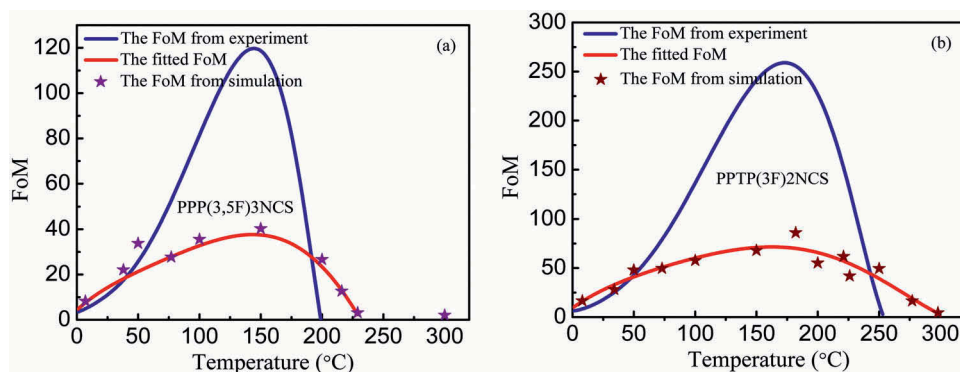 The FoM from experiment
The fitted FoM
The FoM from simulation
(a)
PPP(3,5F)3NCS
FoM
120
100
80
60
40
20
0
0 50 100 150 200 250 300
Temperature (°C)
The FoM from experiment
The fitted FoM
The FoM from simulation
(b)
PPTP(3F)2NCS
FoM
300
250
200
150
100
50
0
0 50 100 150 200 250 300
Temperature (°C)